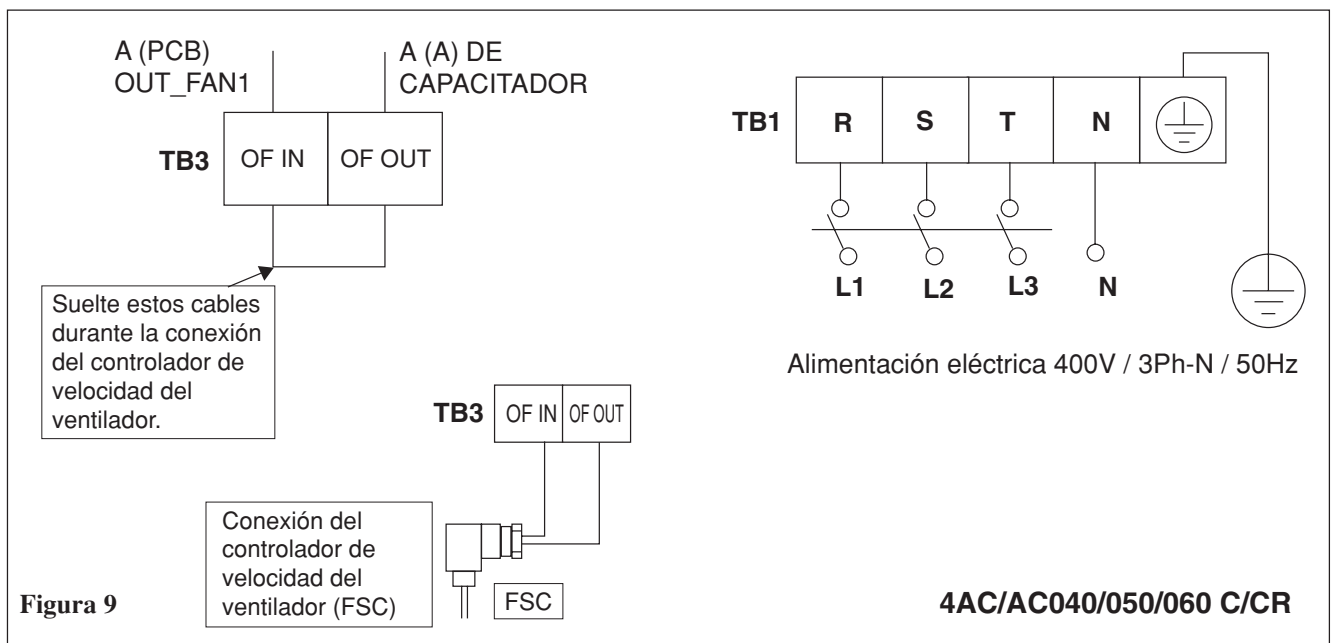 A (PCB)
OUT_FAN1
A (A) DE
CAPACITADOR
TB3
OF IN
OF OUT
Suelte estos cables
durante la conexión
del controlador de
velocidad del
ventilador.
TB3
OF IN
OF OUT
Conexión del
controlador de
velocidad del
ventilador (FSC)
FSC
Figura 9
TB1
R
S
T
N
L1
L2
L3
N
Alimentación eléctrica 400V / 3Ph-N / 50Hz
4AC/AC040/050/060 C/CR